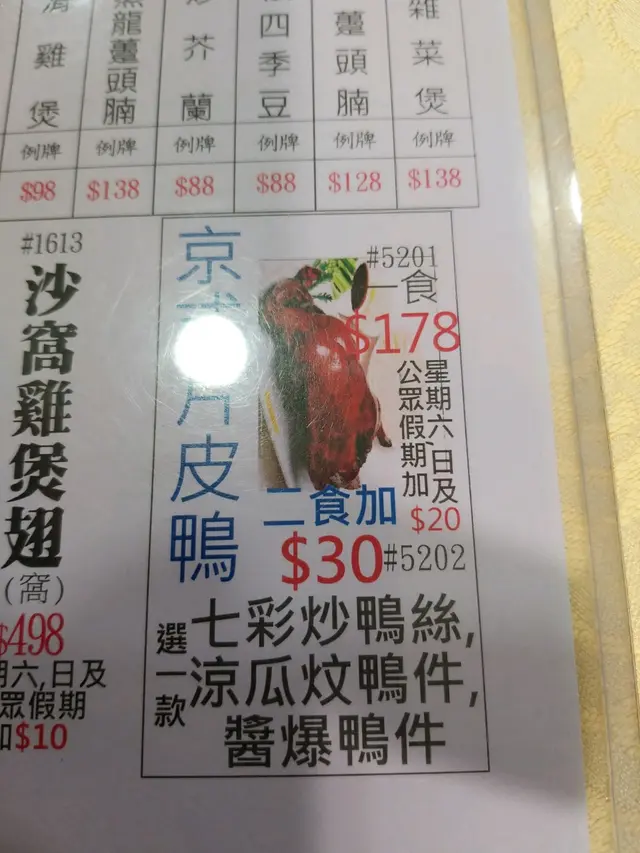 雞煲
龍躉頭腩
芥蘭
四季豆
躉頭腩
雜菜煲
例牌 例牌 例牌 例牌 例牌 例牌
$98 $138 $88 $88 $128 $138
#1613
沙窩雞煲翅
(窩)
$498
期六,日及
眾假期
加$10
京
片皮鴨
#5201
一食
$178
星期六,日及
公眾假期加
$20
二食加
$30 #5202
選一款
七彩炒鴨絲,
涼瓜炆鴨件,
醬爆鴨件